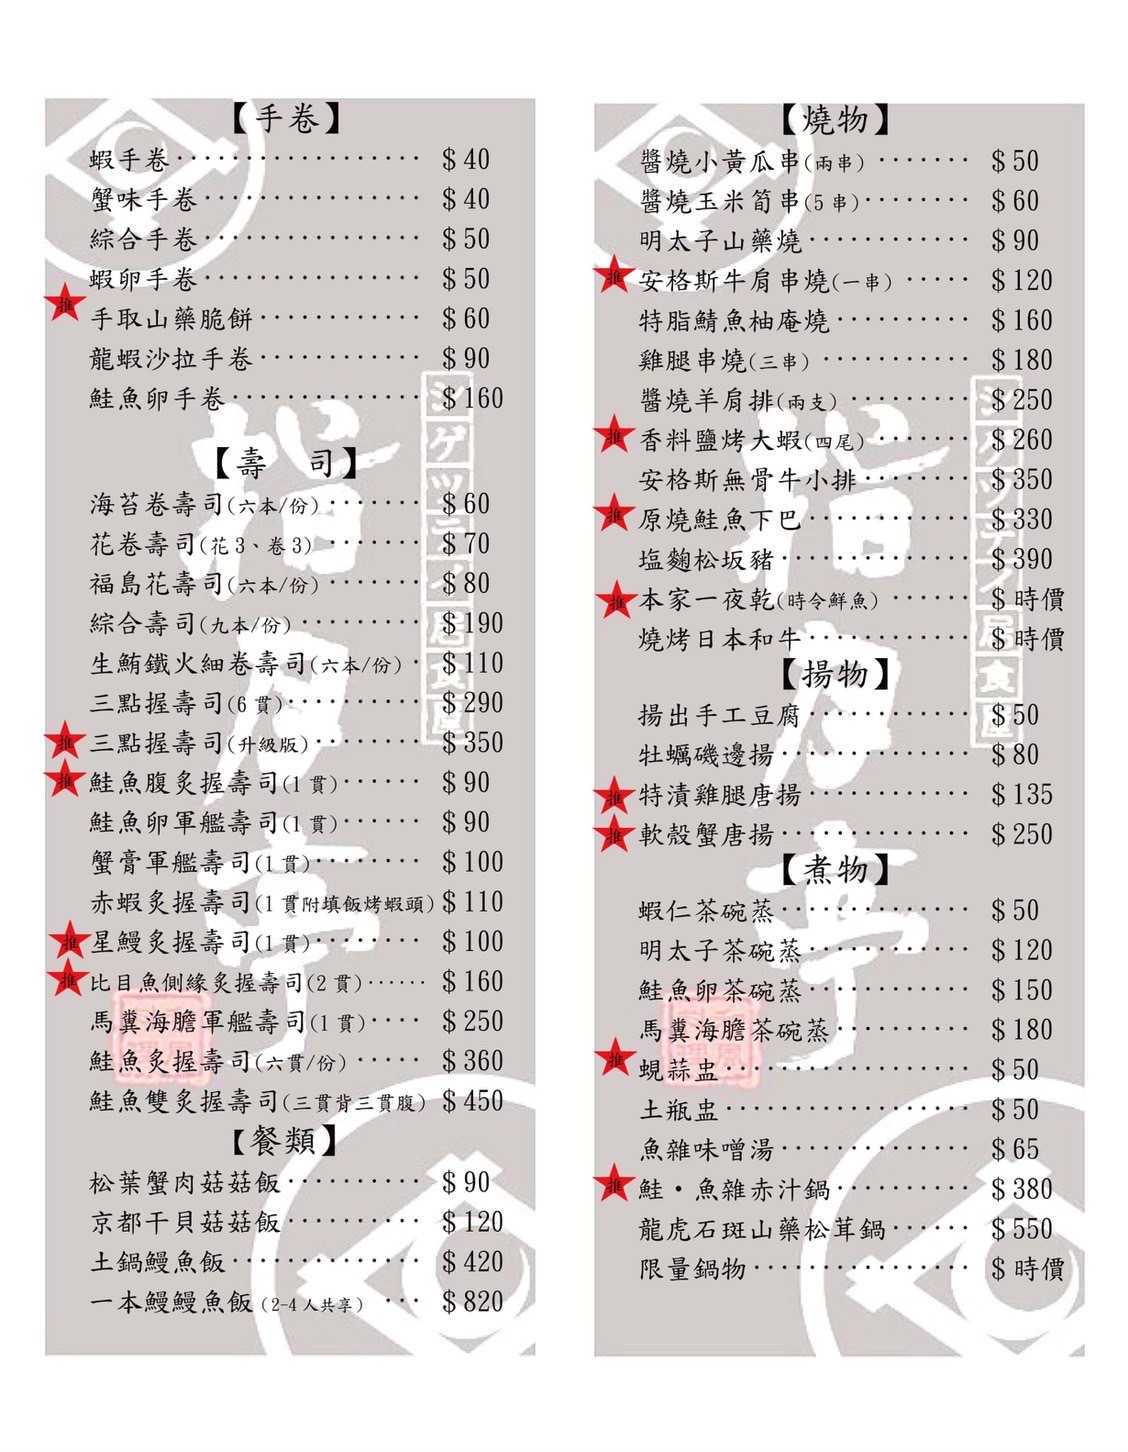 【手卷】
蝦手卷·················· $40
蟹味手卷················ $40
綜合手卷················ $50
蝦卵手卷················ $50
推
手取山藥脆餅············ $60
龍蝦沙拉手卷············ $90
鮭魚卵手卷·············· $160
【壽 司】
海苔卷壽司(六本/份)······· $60
花卷壽司(花3、卷3)······· $70
福島花壽司(六本/份)······· $80
綜合壽司(九本/份)········· $190
生鮪鐵火細卷壽司(六本/份)· $110
三點握壽司(6貫)·········· $290
推 三點握壽司(升級版)········ $350
推 鮭魚腹炙握壽司(1貫)······ $90
鮭魚卵軍艦壽司(1貫)······ $90
蟹膏軍艦壽司(1貫)········ $100
赤蝦炙握壽司(1貫附填飯烤蝦頭) $110
推 星鰻炙握壽司(1貫)········ $100
推 比目魚側緣炙握壽司(2貫)······ $160
馬糞海膽軍艦壽司(1貫)···· $250
鮭魚炙握壽司(六貫/份)····· $360
鮭魚雙炙握壽司(三貫背三貫腹) $450
【餐類】
松葉蟹肉菇菇飯·········· $90
京都干貝菇菇飯·········· $120
土鍋鰻魚飯·············· $420
一本鰻鰻魚飯(2-4人共享)··· $820
【燒物】
醬燒小黃瓜串(兩串)······· $50
醬燒玉米筍串(5串)········ $60
明太子山藥燒············ $90
推 安格斯牛肩串燒(一串)······ $120
特脂鯖魚柚庵燒·········· $160
雞腿串燒(三串)··········· $180
醬燒羊肩排(兩支)·········· $250
推 香料鹽烤大蝦(四尾)······· $260
安格斯無骨牛小排········ $350
推 原燒鮭魚下巴············ $330
塩麴松坂豬·············· $390
推 本家一夜乾(時令鮮魚)······· $時價
燒烤日本和牛············ $時價
【揚物】
揚出手工豆腐············ $50
牡蠣磯邊揚·············· $80
推 特漬雞腿唐揚············ $135
推 軟殼蟹唐揚·············· $250
【煮物】
蝦仁茶碗蒸·············· $50
明太子茶碗蒸············ $120
鮭魚卵茶碗蒸············ $150
馬糞海膽茶碗蒸·········· $180
推 蜆蒜盅·················· $50
土瓶盅·················· $50
魚雜味噌湯·············· $65
推 鮭·魚雜赤汁鍋·········· $380
龍虎石斑山藥松茸鍋······ $550
限量鍋物················ $時價